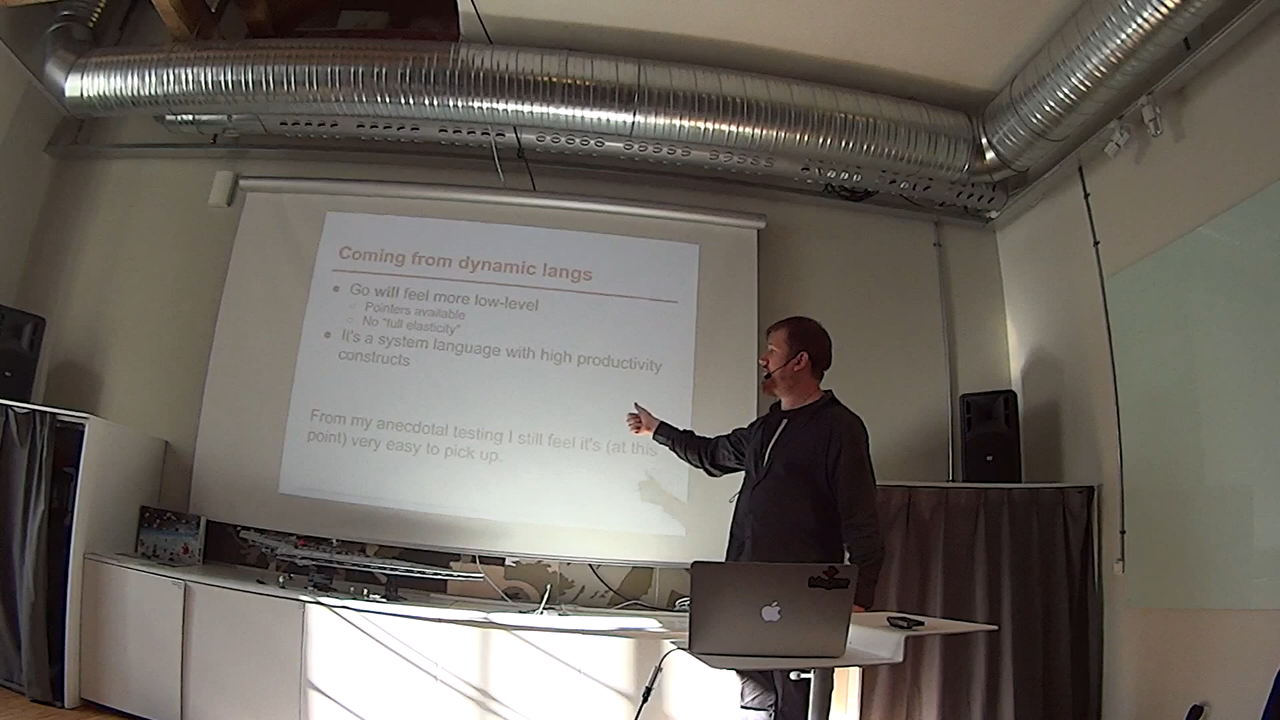 Coming from dynamic langs
Go will feel more low-level
Pointers available
No "full elasticity"
It's a system language with high productivity
constructs
From my anecdotal testing I still feel it's (at this
point) very easy to pick up.